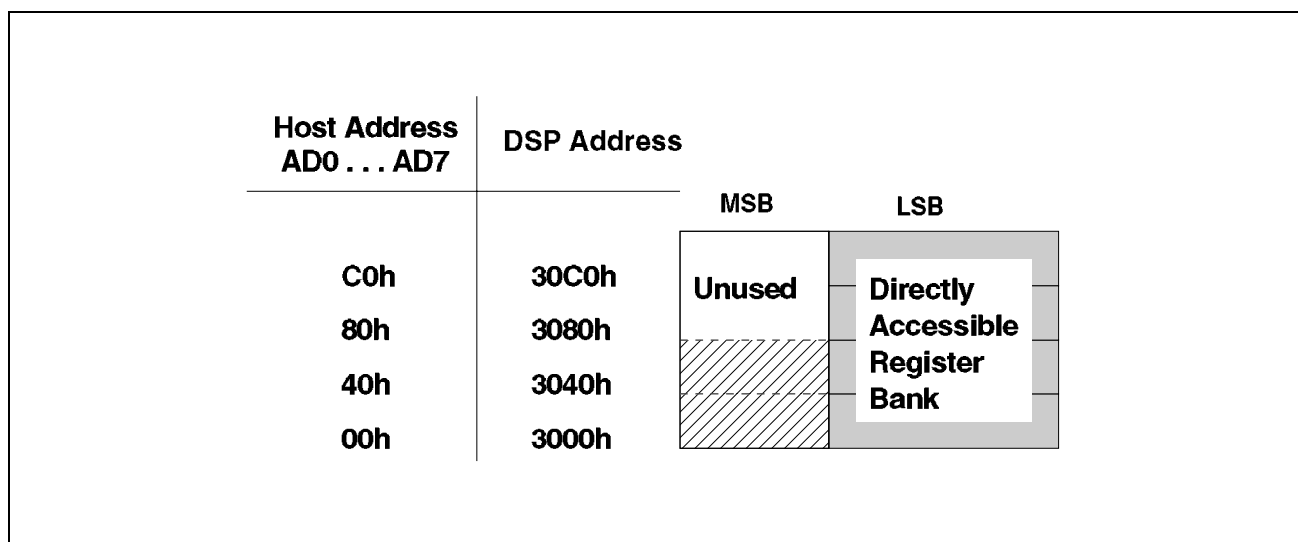 Host Address
AD0 . . . AD7
DSP Address
MSB
LSB
C0h
30C0h
Unused
Directly
80h
3080h
Accessible
40h
3040h
Register
Bank
00h
3000h